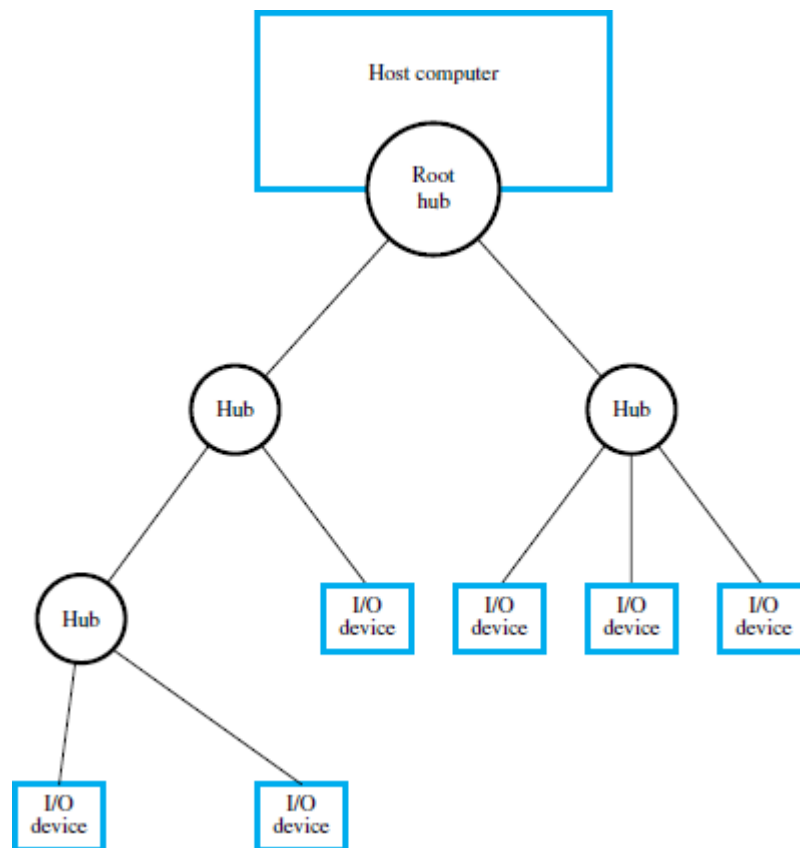 Host computer
Root
hub
Hub
Hub
I/O
device
I/O
device
I/O
device
I/O
device
Hub
I/O
device
I/O
device